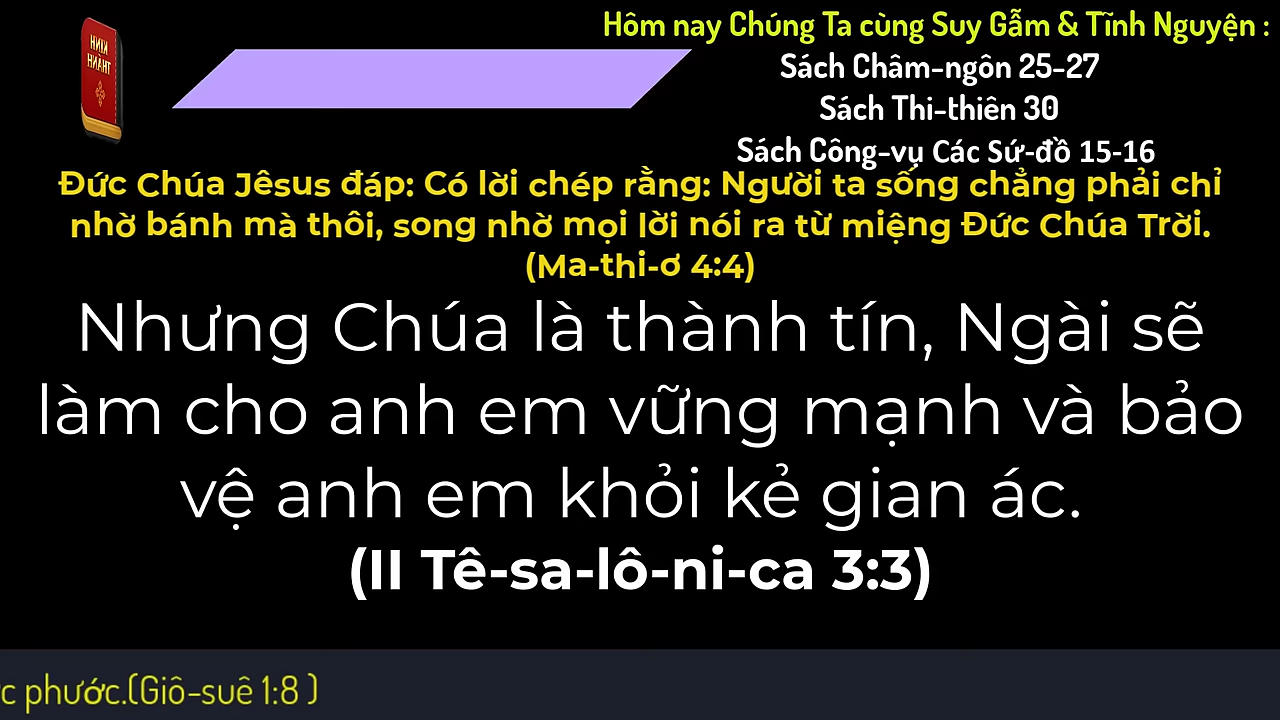 KINH
THÁNH
Hôm nay Chúng Ta cùng Suy Gẫm & Tĩnh Nguyện :
Sách Châm-ngôn 25-27
Sách Thi-thiên 30
Sách Công-vụ Các Sứ-đồ 15-16
Đức Chúa Jêsus đáp: Có lời chép rằng: Người ta sống chẳng phải chỉ
nhờ bánh mà thôi, song nhờ mọi lời nói ra từ miệng Đức Chúa Trời.
(Ma-thi-ơ 4:4)
Nhưng Chúa là thành tín, Ngài sẽ
làm cho anh em vững mạnh và bảo
vệ anh em khỏi kẻ gian ác.
(II Tê-sa-lô-ni-ca 3:3)
phước.(Giô-suê 1:8 )